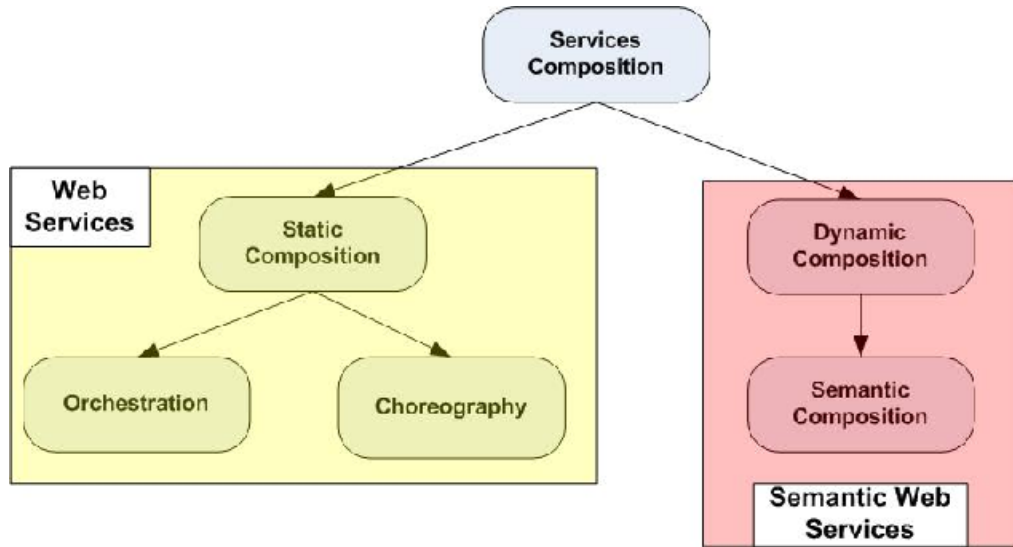 Services
Composition
Web
Services
Static
Composition
Dynamic
Composition
Orchestration
Choreography
Semantic
Composition
Semantic Web
Services